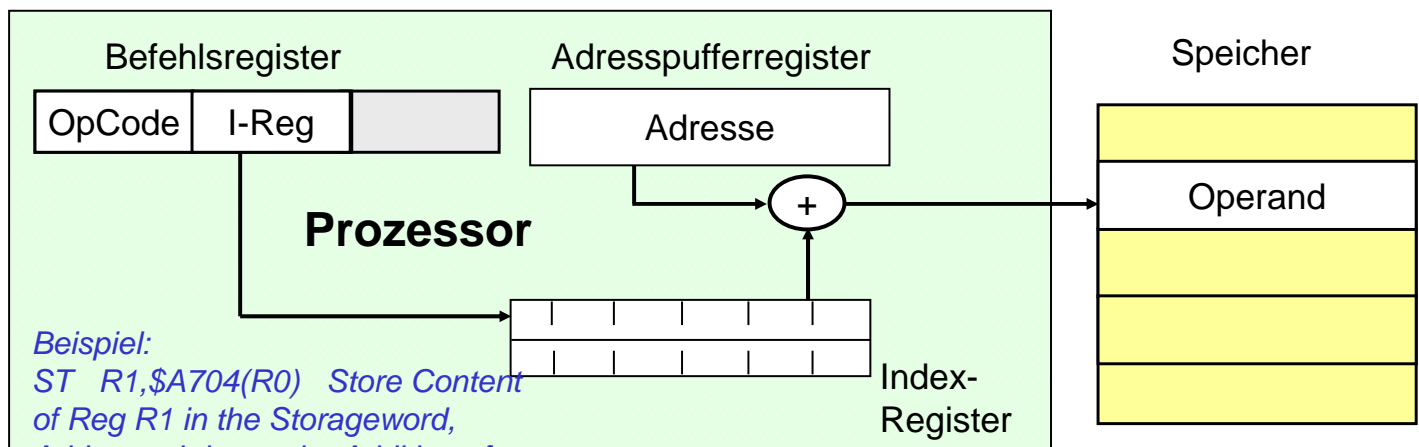 Befehlsregister
Adresspufferregister
Speicher
OpCode
I-Reg
Adresse
Operand
+
Prozessor
Beispiel:
ST R1,$A704(R0) Store Content
of Reg R1 in the Storageword,
Index-
Register